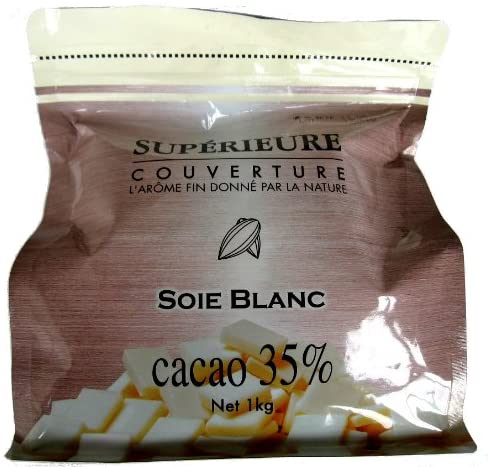 SUPÉRIEURE
COUVERTURE
L'ARÔME FIN DONNÉ PAR LA NATURE
SOIE BLANC
cacao 35%
Net 1kg